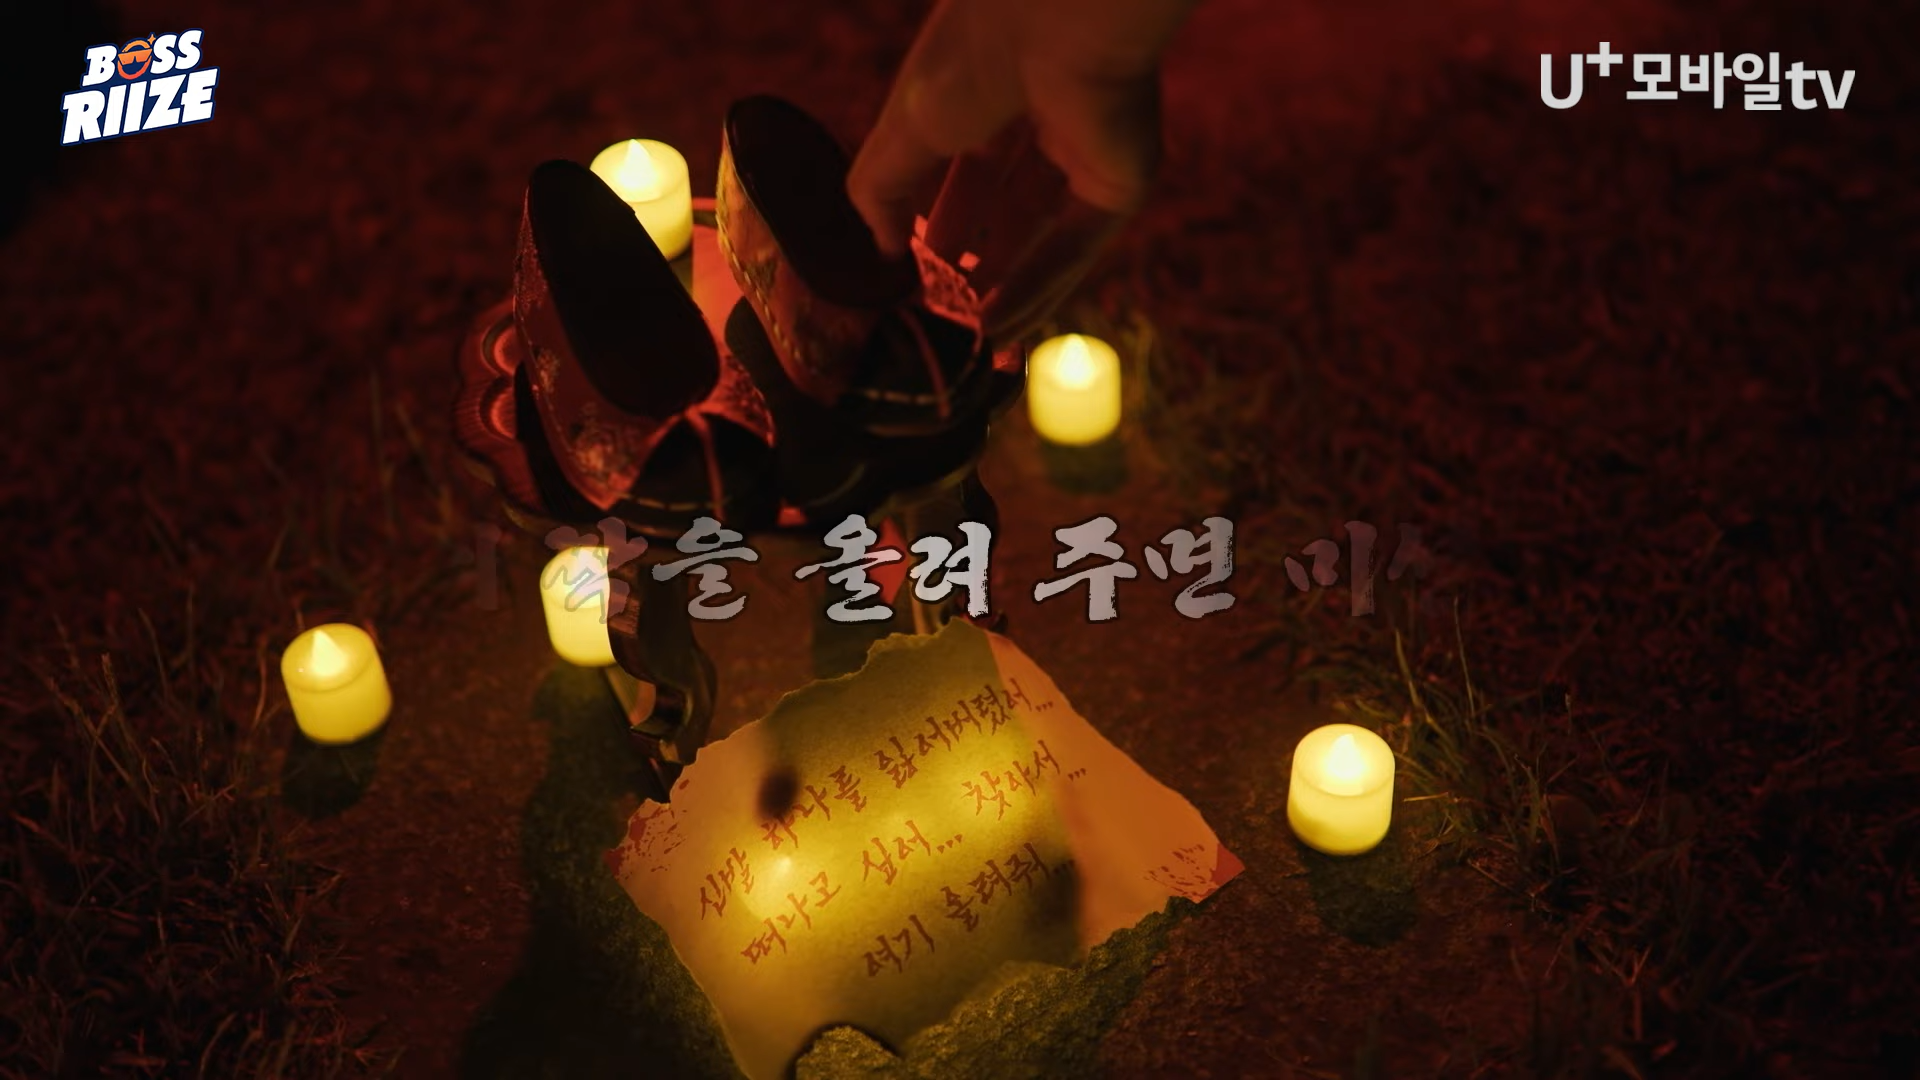 BOSS
RIIZE
U+모바일tv
짝을 올려 주면
신발 하나를 잃어버렸어...
떠나고 싶어... 찾아서...
여기 올려줘...